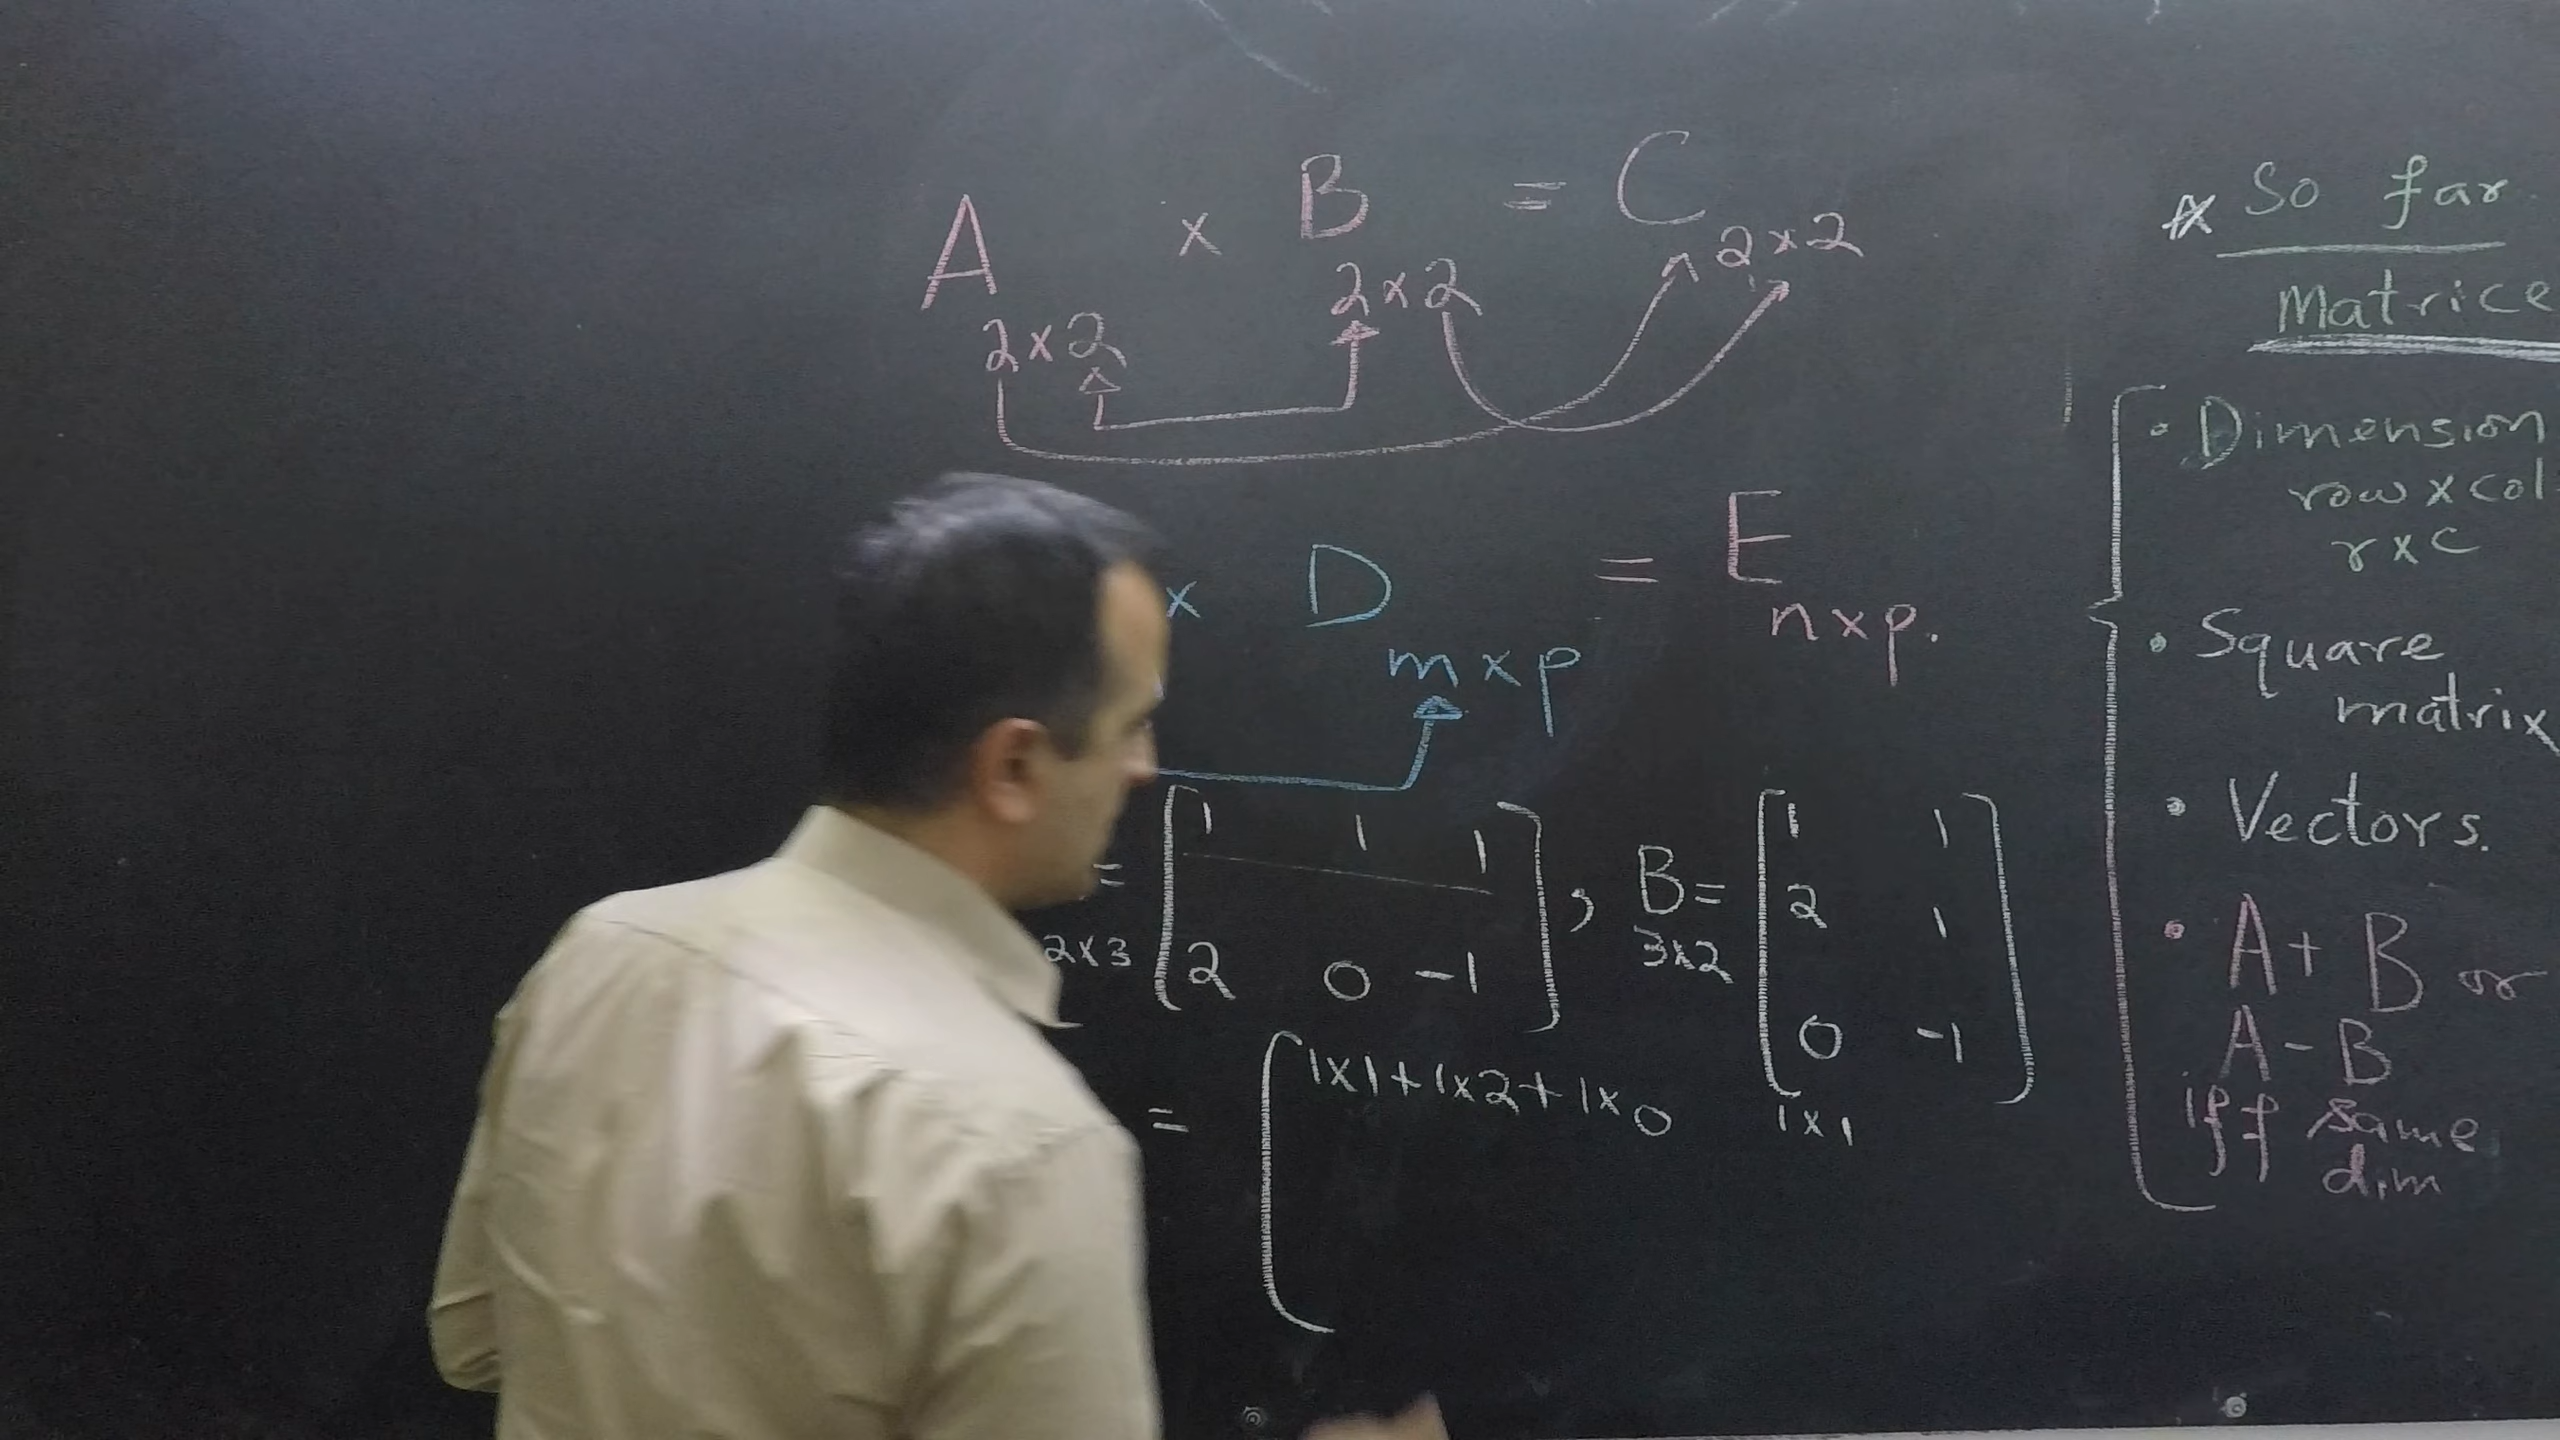 A x B = C
2x2 2x2 2x2
x D = E
m x p n x p.
= [ 1 1 1 ] , B = [ 1 1 ]
2 1
2x3 2 0 -1 3x2
0 -1
= [ 1x1+1x2+1x0 1x1
So far
Matrice
• Dimension
row x col
r x c
• Square
matrix
• Vectors.
• A + B or
A - B
iff same
dim